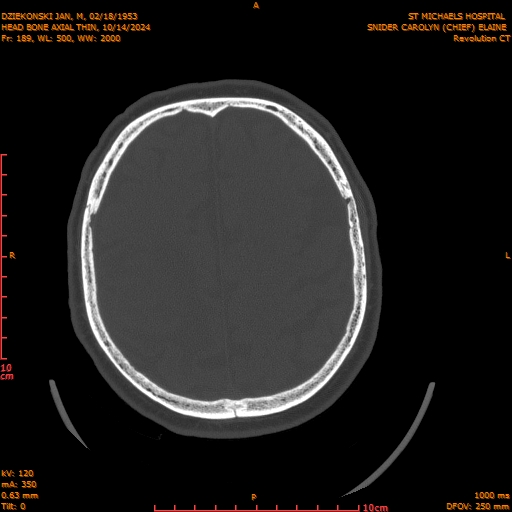 A
DZIEKONSKI JAN, M, 02/18/1953
HEAD BONE AXIAL THIN, 10/14/2024
Fr: 189, WL: 500, WW: 2000
ST MICHAELS HOSPITAL
SNIDER CAROLYN (CHIEF) ELAINE
Revolution CT
R
L
10
cm
kV: 120
mA: 350
0.63 mm
Tilt: 0
P
10cm
1000 ms
DFOV: 250 mm